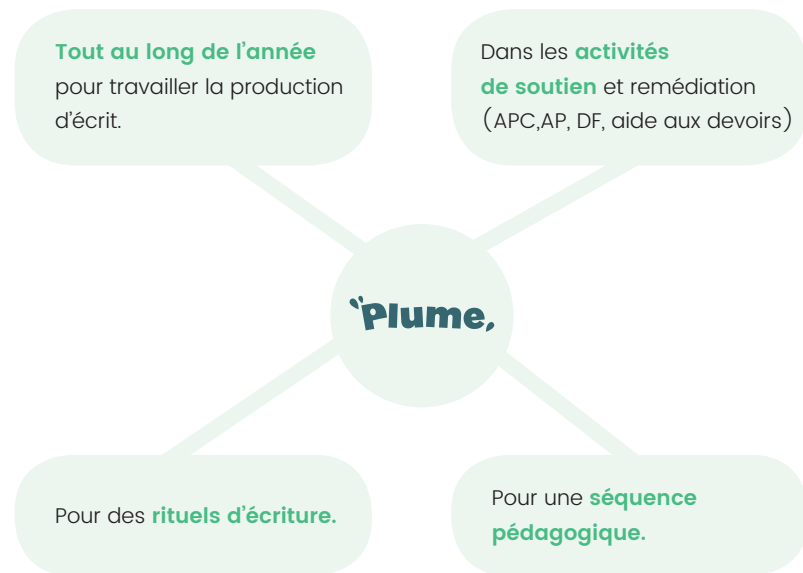 Tout au long de l'année
pour travailler la production
d'écrit.
Dans les activités
de soutien et remédiation
(APC,AP, DF, aide aux devoirs)
Plume,
Pour des rituels d'écriture.
Pour une séquence
pédagogique.